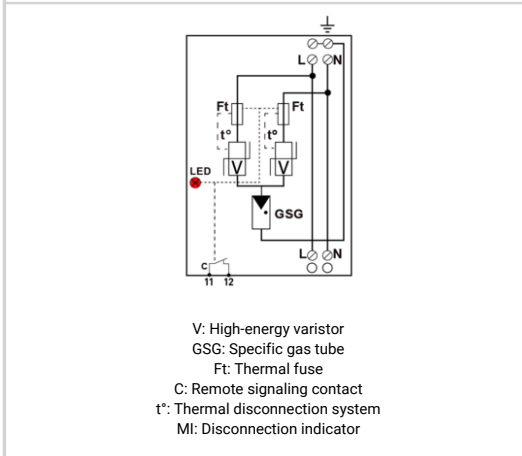 L N
Ft Ft
t° t°
V V
LED
GSG
L N
C
11 12
V: High-energy varistor
GSG: Specific gas tube
Ft: Thermal fuse
C: Remote signaling contact
t°: Thermal disconnection system
MI: Disconnection indicator